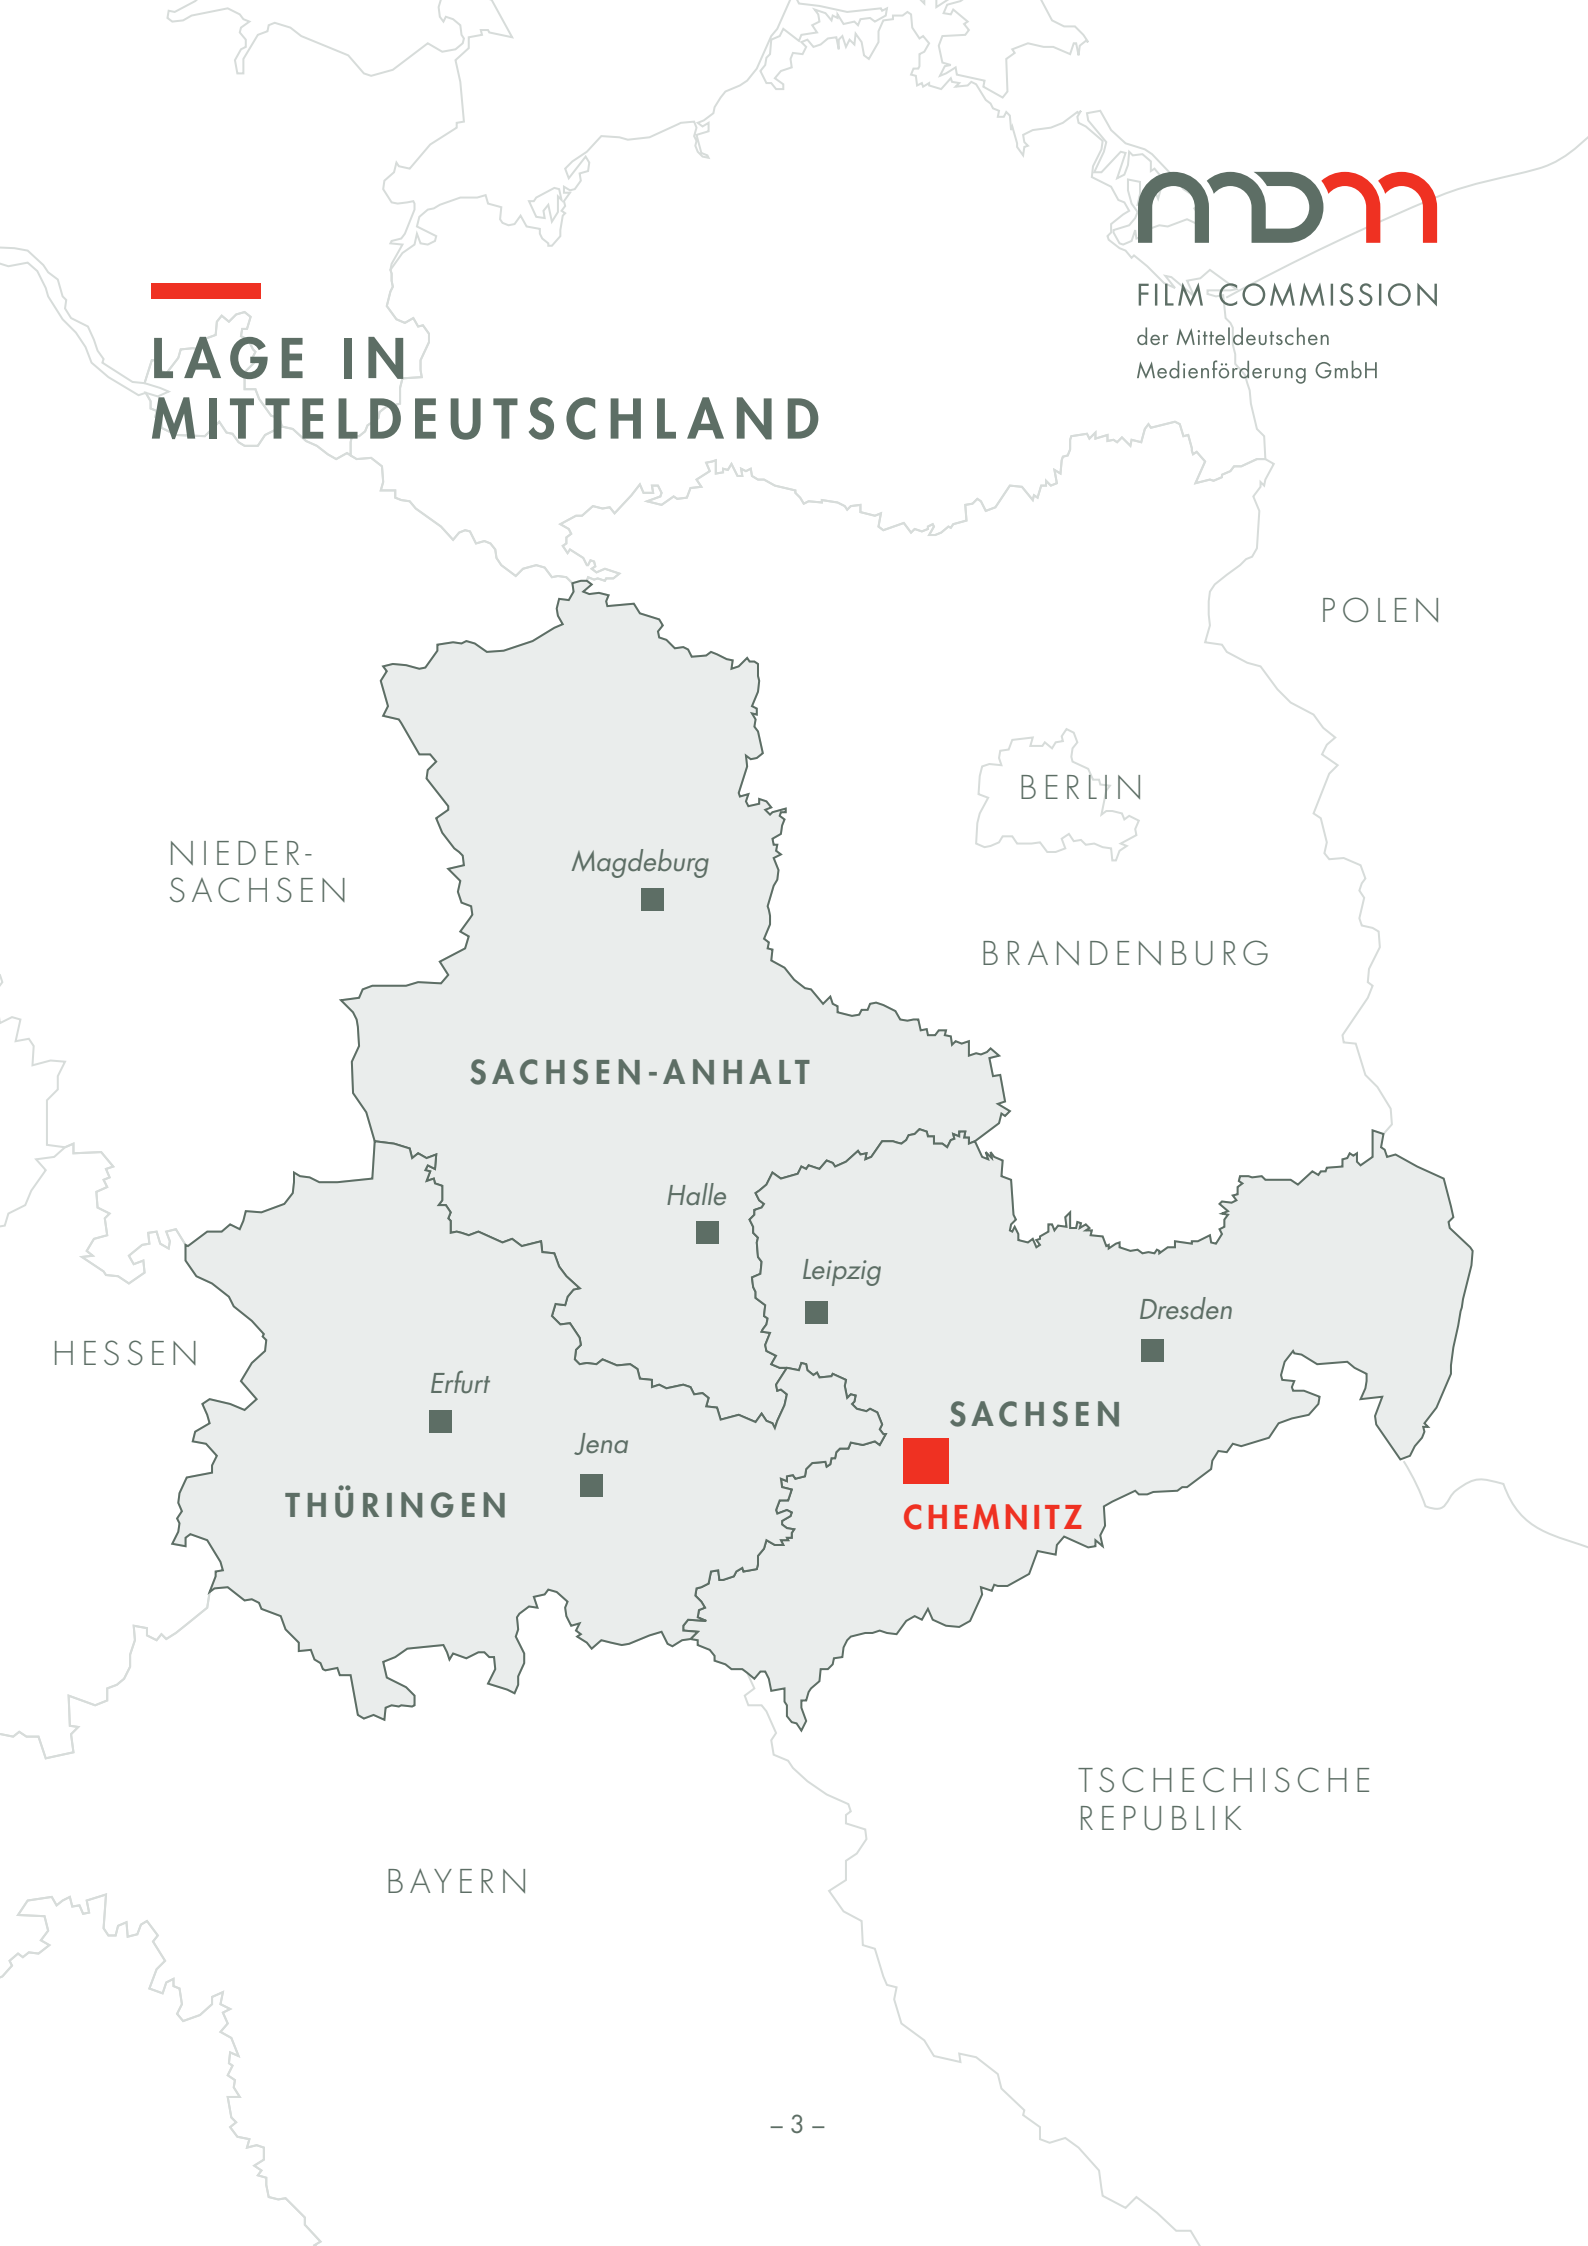 mDm
FILM COMMISSION
der Mitteldeutschen
Medienförderung GmbH
LAGE IN
MITTELDEUTSCHLAND
POLEN
BERLIN
NIEDER-
SACHSEN
Magdeburg
BRANDENBURG
SACHSEN-ANHALT
Halle
Leipzig
Dresden
HESSEN
Erfurt
SACHSEN
Jena
THÜRINGEN
CHEMNITZ
TSCHECHISCHE
REPUBLIK
BAYERN
– 3 –